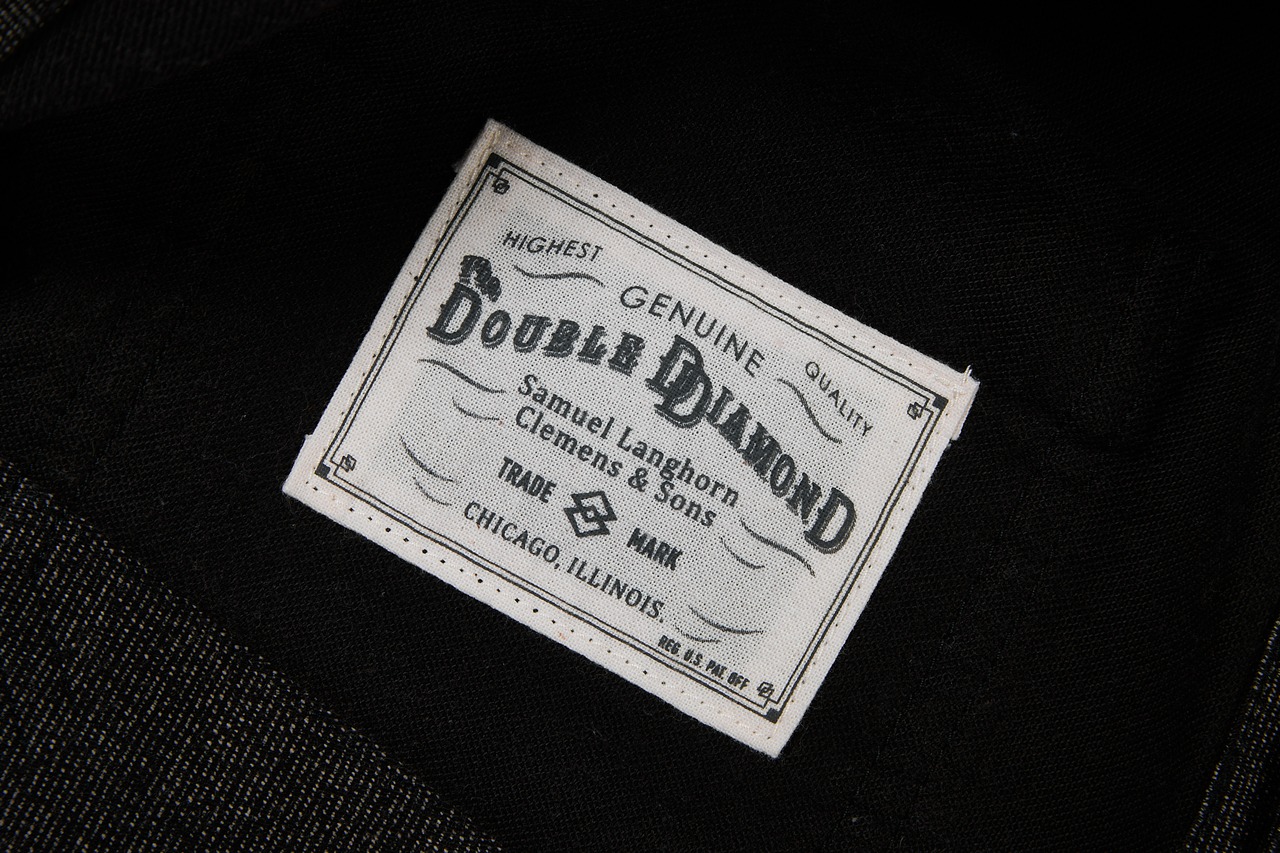 HIGHEST
GENUINE
QUALITY
The
DOUBLE DIAMOND
Samuel Langhorn
Clemens & Sons
TRADE MARK
CHICAGO, ILLINOIS.
REG. U.S. PAT. OFF